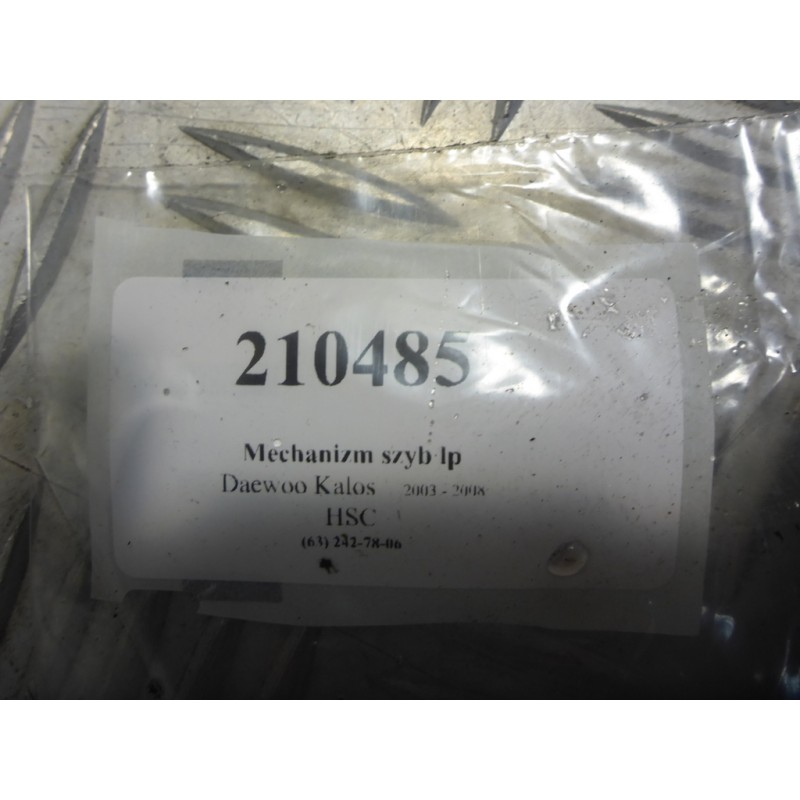 210485
Mechanizm szyb lp
Daewoo Kalos 2003 - 2008
HSC
(63) 242-78-06